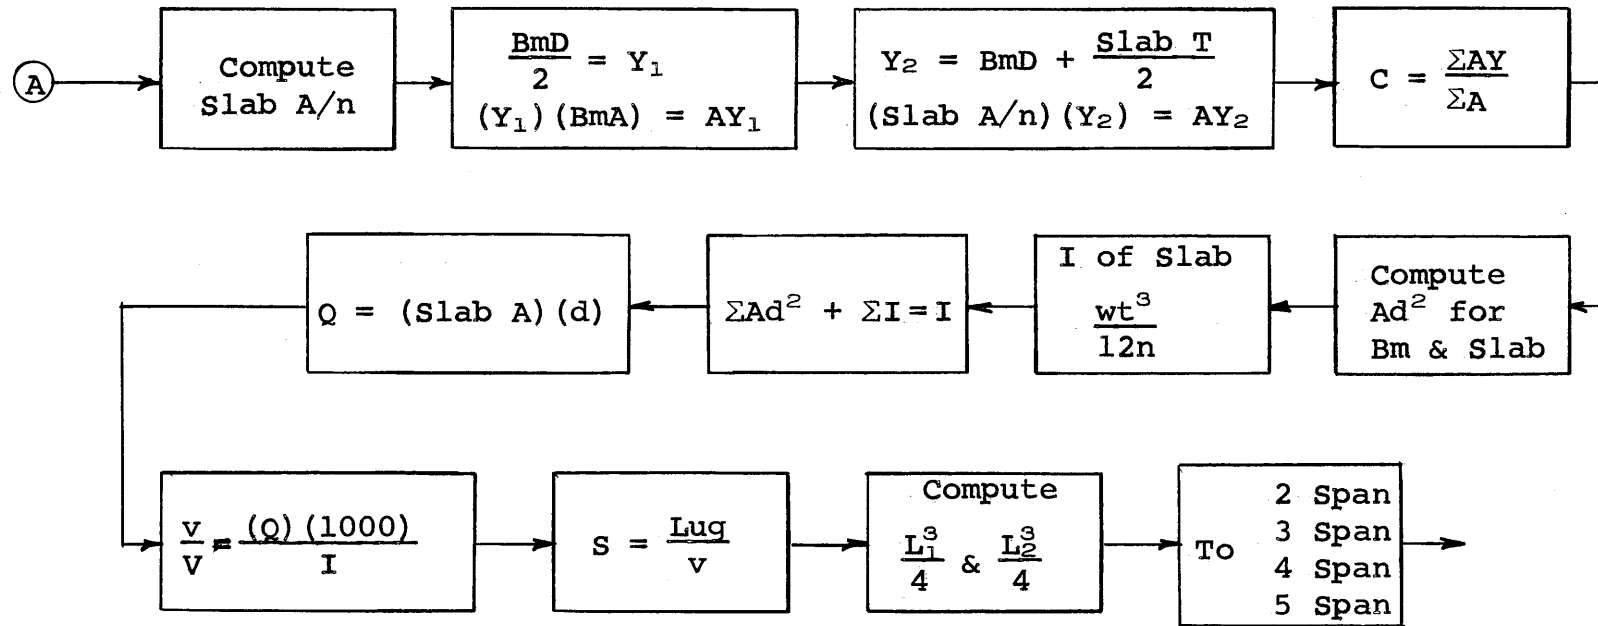 A
Compute
Slab A/n
BmD/2 = Y₁
(Y₁)(BmA) = AY₁
Y₂ = BmD + Slab T/2
(Slab A/n)(Y₂) = AY₂
C = ΣAY/ΣA
Compute
Ad² for
Bm & Slab
I of Slab
wt³/12n
ΣAd² + ΣI = I
Q = (Slab A)(d)
v/V = (Q)(1000)/I
S = Lug/v
Compute
L₁³/4 & L₂³/4
To
2 Span
3 Span
4 Span
5 Span